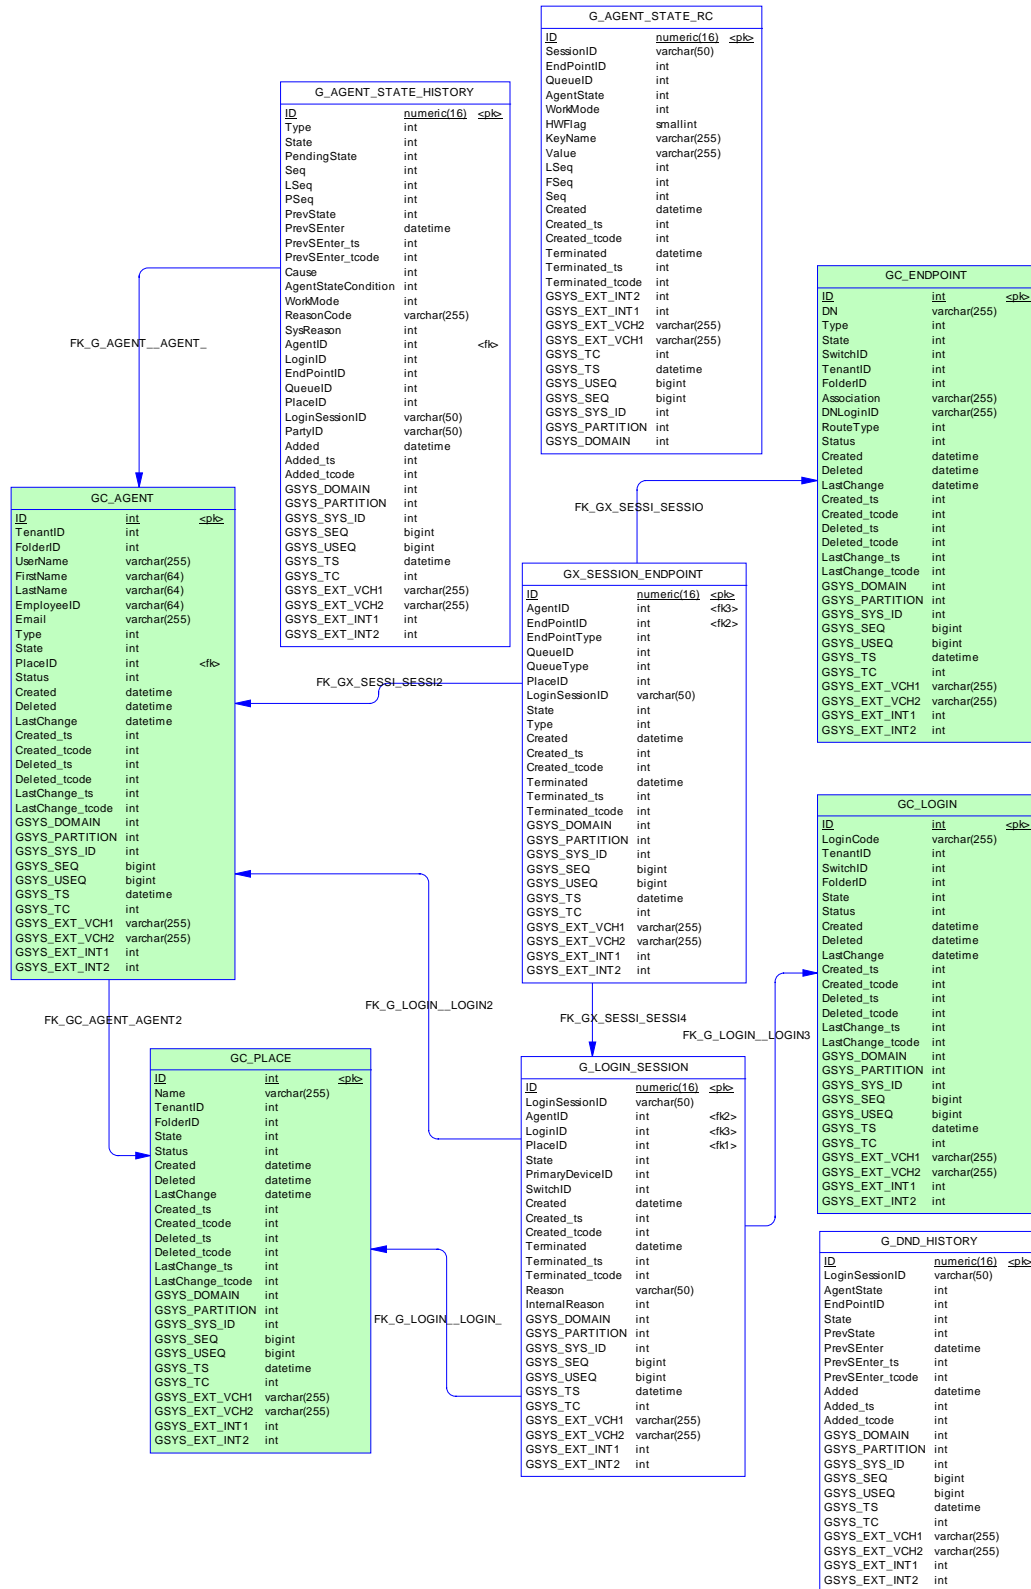 G_AGENT_STATE_RC
ID numeric(16) <pk>
SessionID varchar(50)
EndPointID int
QueueID int
AgentState int
WorkMode int
HWFlag smallint
KeyName varchar(255)
Value varchar(255)
LSeq int
FSeq int
Seq int
Created datetime
Created_ts int
Created_tcode int
Terminated datetime
Terminated_ts int
Terminated_tcode int
GSYS_EXT_INT2 int
GSYS_EXT_INT1 int
GSYS_EXT_VCH2 varchar(255)
GSYS_EXT_VCH1 varchar(255)
GSYS_TC int
GSYS_TS datetime
GSYS_USEQ bigint
GSYS_SEQ bigint
GSYS_SYS_ID int
GSYS_PARTITION int
GSYS_DOMAIN int
G_AGENT_STATE_HISTORY
ID numeric(16) <pk>
Type int
State int
PendingState int
Seq int
LSeq int
PSeq int
PrevState int
PrevSEnter datetime
PrevSEnter_ts int
PrevSEnter_tcode int
Cause int
AgentStateCondition int
WorkMode int
ReasonCode varchar(255)
SysReason int
AgentID int <fk>
LoginID int
EndPointID int
QueueID int
PlaceID int
LoginSessionID varchar(50)
PartyID varchar(50)
Added datetime
Added_ts int
Added_tcode int
GSYS_DOMAIN int
GSYS_PARTITION int
GSYS_SYS_ID int
GSYS_SEQ bigint
GSYS_USEQ bigint
GSYS_TS datetime
GSYS_TC int
GSYS_EXT_VCH1 varchar(255)
GSYS_EXT_VCH2 varchar(255)
GSYS_EXT_INT1 int
GSYS_EXT_INT2 int
FK_G_AGENT__AGENT_
GC_ENDPOINT
ID int <pk>
DN varchar(255)
Type int
State int
SwitchID int
TenantID int
FolderID int
Association varchar(255)
DNLoginID varchar(255)
RouteType int
Status int
Created datetime
Deleted datetime
LastChange datetime
Created_ts int
Created_tcode int
Deleted_ts int
Deleted_tcode int
LastChange_ts int
LastChange_tcode int
GSYS_DOMAIN int
GSYS_PARTITION int
GSYS_SYS_ID int
GSYS_SEQ bigint
GSYS_USEQ bigint
GSYS_TS datetime
GSYS_TC int
GSYS_EXT_VCH1 varchar(255)
GSYS_EXT_VCH2 varchar(255)
GSYS_EXT_INT1 int
GSYS_EXT_INT2 int
FK_GX_SESSI_SESSIO
GC_AGENT
ID int <pk>
TenantID int
FolderID int
UserName varchar(255)
FirstName varchar(64)
LastName varchar(64)
EmployeeID varchar(64)
Email varchar(255)
Type int
State int
PlaceID int <fk>
Status int
Created datetime
Deleted datetime
LastChange datetime
Created_ts int
Created_tcode int
Deleted_ts int
Deleted_tcode int
LastChange_ts int
LastChange_tcode int
GSYS_DOMAIN int
GSYS_PARTITION int
GSYS_SYS_ID int
GSYS_SEQ bigint
GSYS_USEQ bigint
GSYS_TS datetime
GSYS_TC int
GSYS_EXT_VCH1 varchar(255)
GSYS_EXT_VCH2 varchar(255)
GSYS_EXT_INT1 int
GSYS_EXT_INT2 int
FK_GX_SESSI_SESSI2
GX_SESSION_ENDPOINT
ID numeric(16) <pk>
AgentID int <fk3>
EndPointID int <fk2>
EndPointType int
QueueID int
QueueType int
PlaceID int
LoginSessionID varchar(50)
State int
Type int
Created datetime
Created_ts int
Created_tcode int
Terminated datetime
Terminated_ts int
Terminated_tcode int
GSYS_DOMAIN int
GSYS_PARTITION int
GSYS_SYS_ID int
GSYS_SEQ bigint
GSYS_USEQ bigint
GSYS_TS datetime
GSYS_TC int
GSYS_EXT_VCH1 varchar(255)
GSYS_EXT_VCH2 varchar(255)
GSYS_EXT_INT1 int
GSYS_EXT_INT2 int
GC_LOGIN
ID int <pk>
LoginCode varchar(255)
TenantID int
SwitchID int
FolderID int
State int
Status int
Created datetime
Deleted datetime
LastChange datetime
Created_ts int
Created_tcode int
Deleted_ts int
Deleted_tcode int
LastChange_ts int
LastChange_tcode int
GSYS_DOMAIN int
GSYS_PARTITION int
GSYS_SYS_ID int
GSYS_SEQ bigint
GSYS_USEQ bigint
GSYS_TS datetime
GSYS_TC int
GSYS_EXT_VCH1 varchar(255)
GSYS_EXT_VCH2 varchar(255)
GSYS_EXT_INT1 int
GSYS_EXT_INT2 int
FK_GC_AGENT_AGENT2
FK_G_LOGIN__LOGIN2
FK_GX_SESSI_SESSI4
FK_G_LOGIN__LOGIN3
GC_PLACE
ID int <pk>
Name varchar(255)
TenantID int
FolderID int
State int
Status int
Created datetime
Deleted datetime
LastChange datetime
Created_ts int
Created_tcode int
Deleted_ts int
Deleted_tcode int
LastChange_ts int
LastChange_tcode int
GSYS_DOMAIN int
GSYS_PARTITION int
GSYS_SYS_ID int
GSYS_SEQ bigint
GSYS_USEQ bigint
GSYS_TS datetime
GSYS_TC int
GSYS_EXT_VCH1 varchar(255)
GSYS_EXT_VCH2 varchar(255)
GSYS_EXT_INT1 int
GSYS_EXT_INT2 int
FK_G_LOGIN__LOGIN_
G_LOGIN_SESSION
ID numeric(16) <pk>
LoginSessionID varchar(50)
AgentID int <fk2>
LoginID int <fk3>
PlaceID int <fk1>
State int
PrimaryDeviceID int
SwitchID int
Created datetime
Created_ts int
Created_tcode int
Terminated datetime
Terminated_ts int
Terminated_tcode int
Reason varchar(50)
InternalReason int
GSYS_DOMAIN int
GSYS_PARTITION int
GSYS_SYS_ID int
GSYS_SEQ bigint
GSYS_USEQ bigint
GSYS_TS datetime
GSYS_TC int
GSYS_EXT_VCH1 varchar(255)
GSYS_EXT_VCH2 varchar(255)
GSYS_EXT_INT1 int
GSYS_EXT_INT2 int
G_DND_HISTORY
ID numeric(16) <pk>
LoginSessionID varchar(50)
AgentState int
EndPointID int
State int
PrevState int
PrevSEnter datetime
PrevSEnter_ts int
PrevSEnter_tcode int
Added datetime
Added_ts int
Added_tcode int
GSYS_DOMAIN int
GSYS_PARTITION int
GSYS_SYS_ID int
GSYS_SEQ bigint
GSYS_USEQ bigint
GSYS_TS datetime
GSYS_TC int
GSYS_EXT_VCH1 varchar(255)
GSYS_EXT_VCH2 varchar(255)
GSYS_EXT_INT1 int
GSYS_EXT_INT2 int